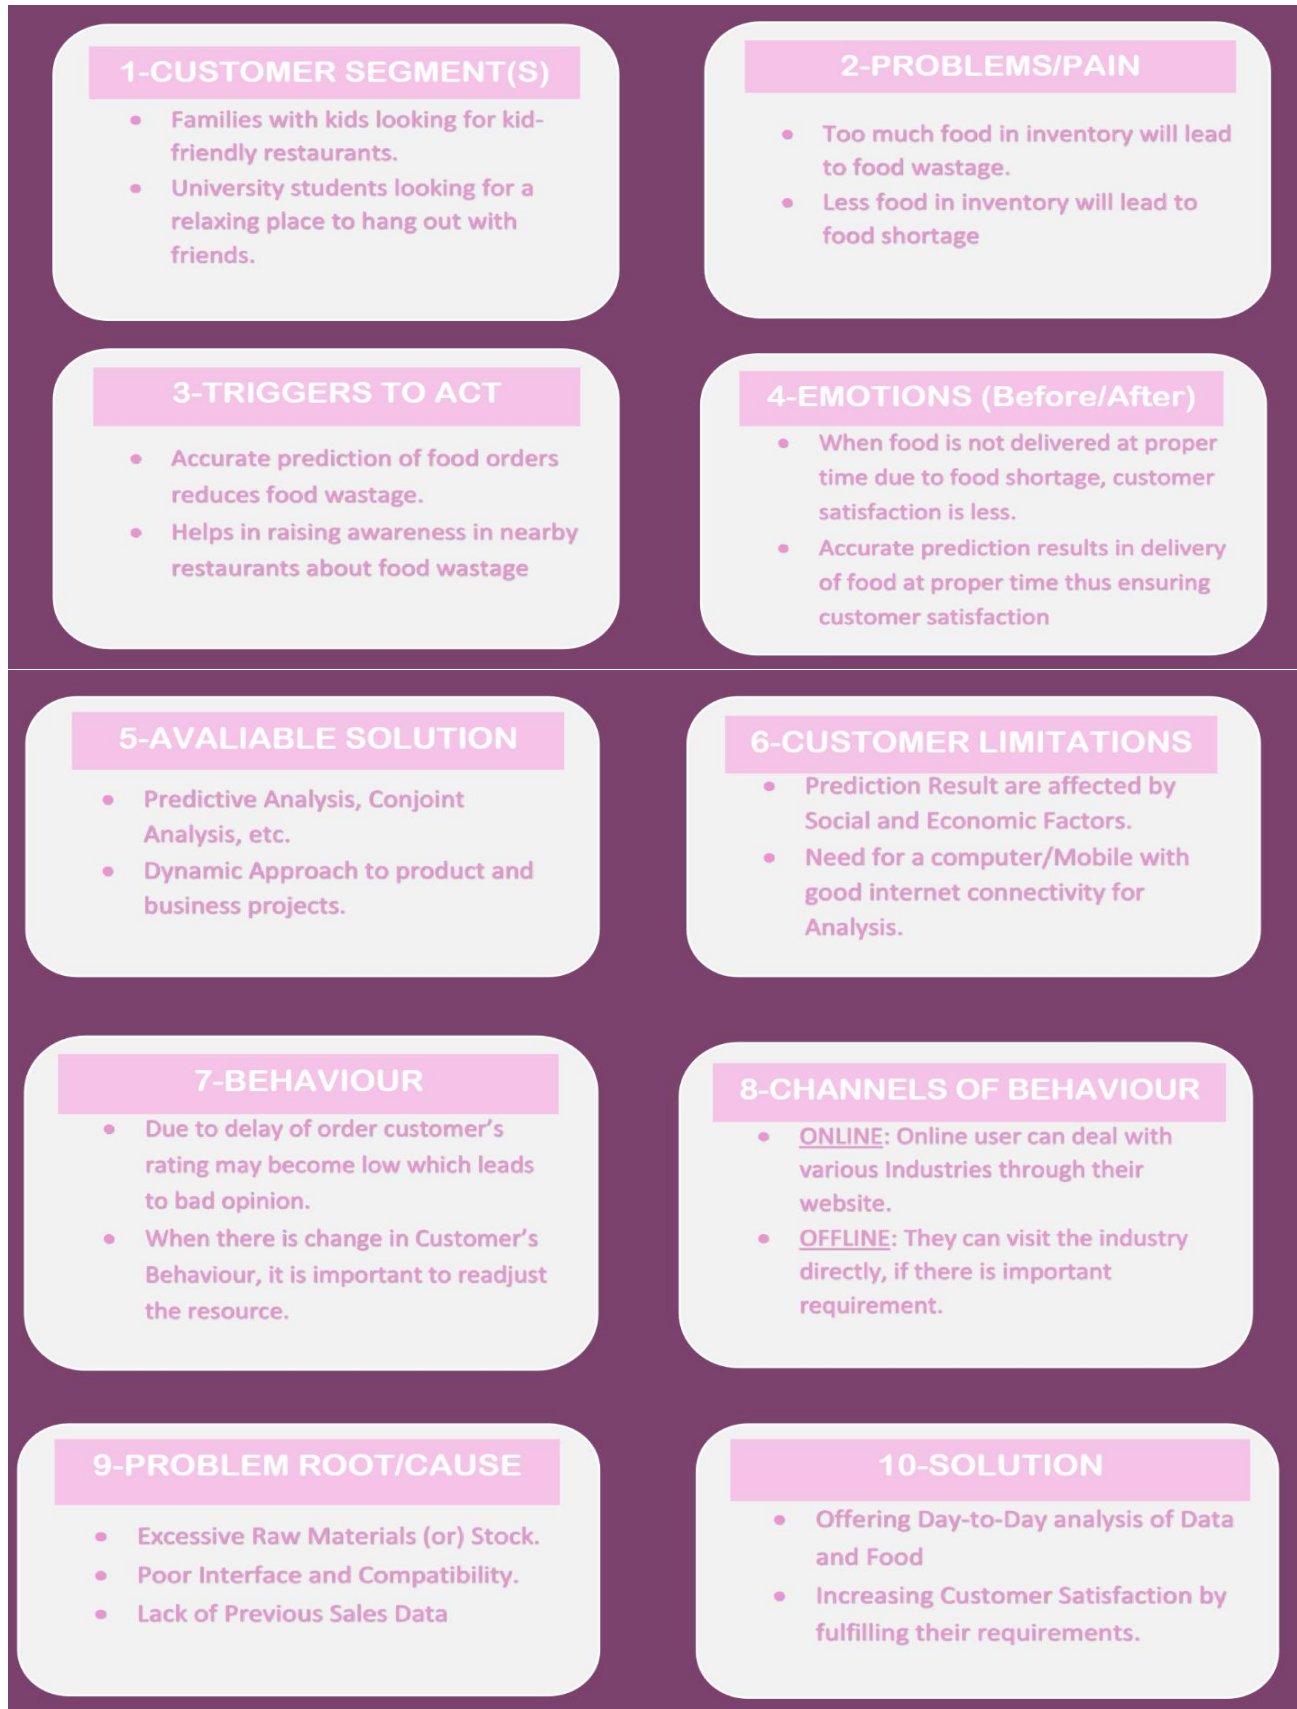 1-CUSTOMER SEGMENT(S)
• Families with kids looking for kid-
friendly restaurants.
• University students looking for a
relaxing place to hang out with
friends.
2-PROBLEMS/PAIN
• Too much food in inventory will lead
to food wastage.
• Less food in inventory will lead to
food shortage
3-TRIGGERS TO ACT
• Accurate prediction of food orders
reduces food wastage.
• Helps in raising awareness in nearby
restaurants about food wastage
4-EMOTIONS (Before/After)
• When food is not delivered at proper
time due to food shortage, customer
satisfaction is less.
• Accurate prediction results in delivery
of food at proper time thus ensuring
customer satisfaction
5-AVALIABLE SOLUTION
• Predictive Analysis, Conjoint
Analysis, etc.
• Dynamic Approach to product and
business projects.
6-CUSTOMER LIMITATIONS
• Prediction Result are affected by
Social and Economic Factors.
• Need for a computer/Mobile with
good internet connectivity for
Analysis.
7-BEHAVIOUR
• Due to delay of order customer's
rating may become low which leads
to bad opinion.
• When there is change in Customer's
Behaviour, it is important to readjust
the resource.
8-CHANNELS OF BEHAVIOUR
• ONLINE: Online user can deal with
various Industries through their
website.
• OFFLINE: They can visit the industry
directly, if there is important
requirement.
9-PROBLEM ROOT/CAUSE
• Excessive Raw Materials (or) Stock.
• Poor Interface and Compatibility.
• Lack of Previous Sales Data
10-SOLUTION
• Offering Day-to-Day analysis of Data
and Food
• Increasing Customer Satisfaction by
fulfilling their requirements.